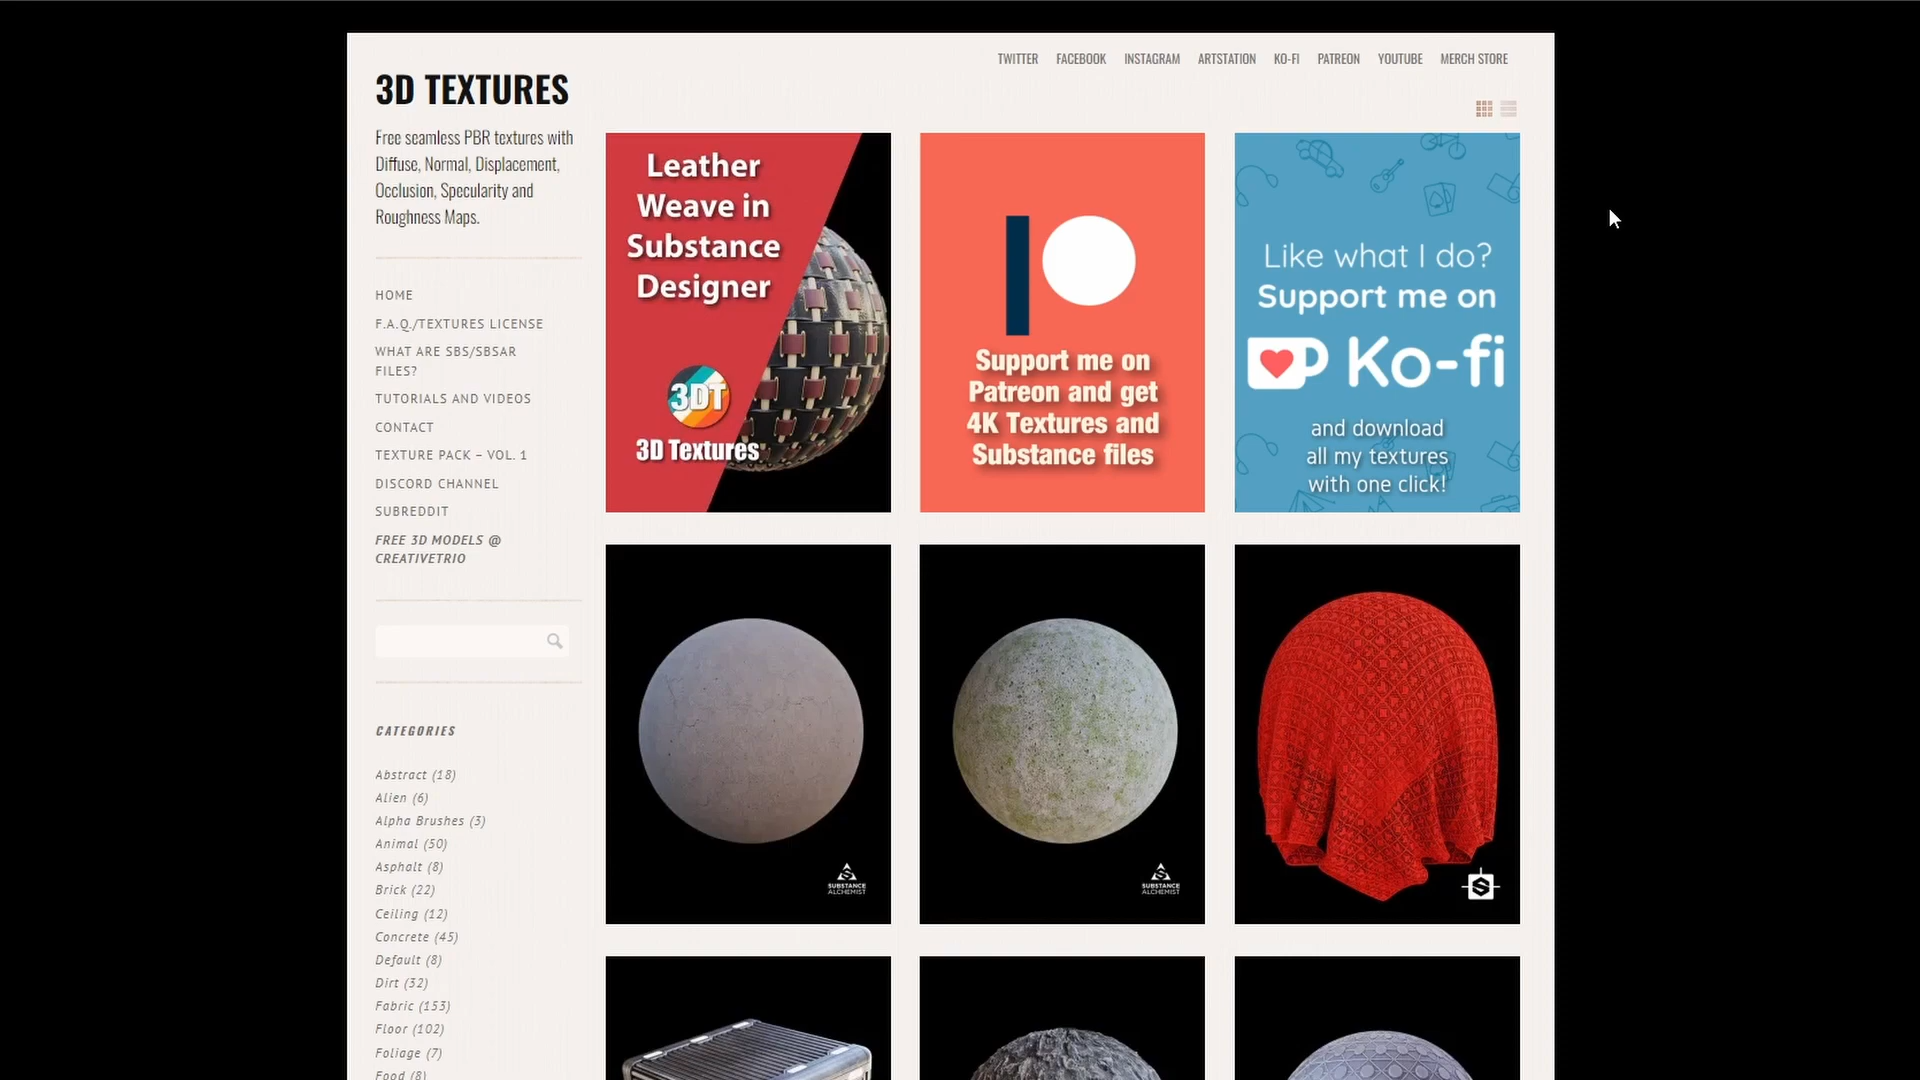 TWITTER FACEBOOK INSTAGRAM ARTSTATION KO-FI PATREON YOUTUBE MERCH STORE
3D TEXTURES
Free seamless PBR textures with
Diffuse, Normal, Displacement,
Occlusion, Specularity and
Roughness Maps.
HOME
F.A.Q./TEXTURES LICENSE
WHAT ARE SBS/SBSAR
FILES?
TUTORIALS AND VIDEOS
CONTACT
TEXTURE PACK – VOL. 1
DISCORD CHANNEL
SUBREDDIT
FREE 3D MODELS @
CREATIVETRIO
CATEGORIES
Abstract (18)
Alien (6)
Alpha Brushes (3)
Animal (50)
Asphalt (8)
Brick (22)
Ceiling (12)
Concrete (45)
Default (8)
Dirt (32)
Fabric (153)
Floor (102)
Foliage (7)
Food (8)
Leather
Weave in
Substance
Designer
3DT
3D Textures
Support me on
Patreon and get
4K Textures and
Substance files
Like what I do?
Support me on
Ko-fi
and download
all my textures
with one click!
SUBSTANCE
ALCHEMIST
SUBSTANCE
ALCHEMIST